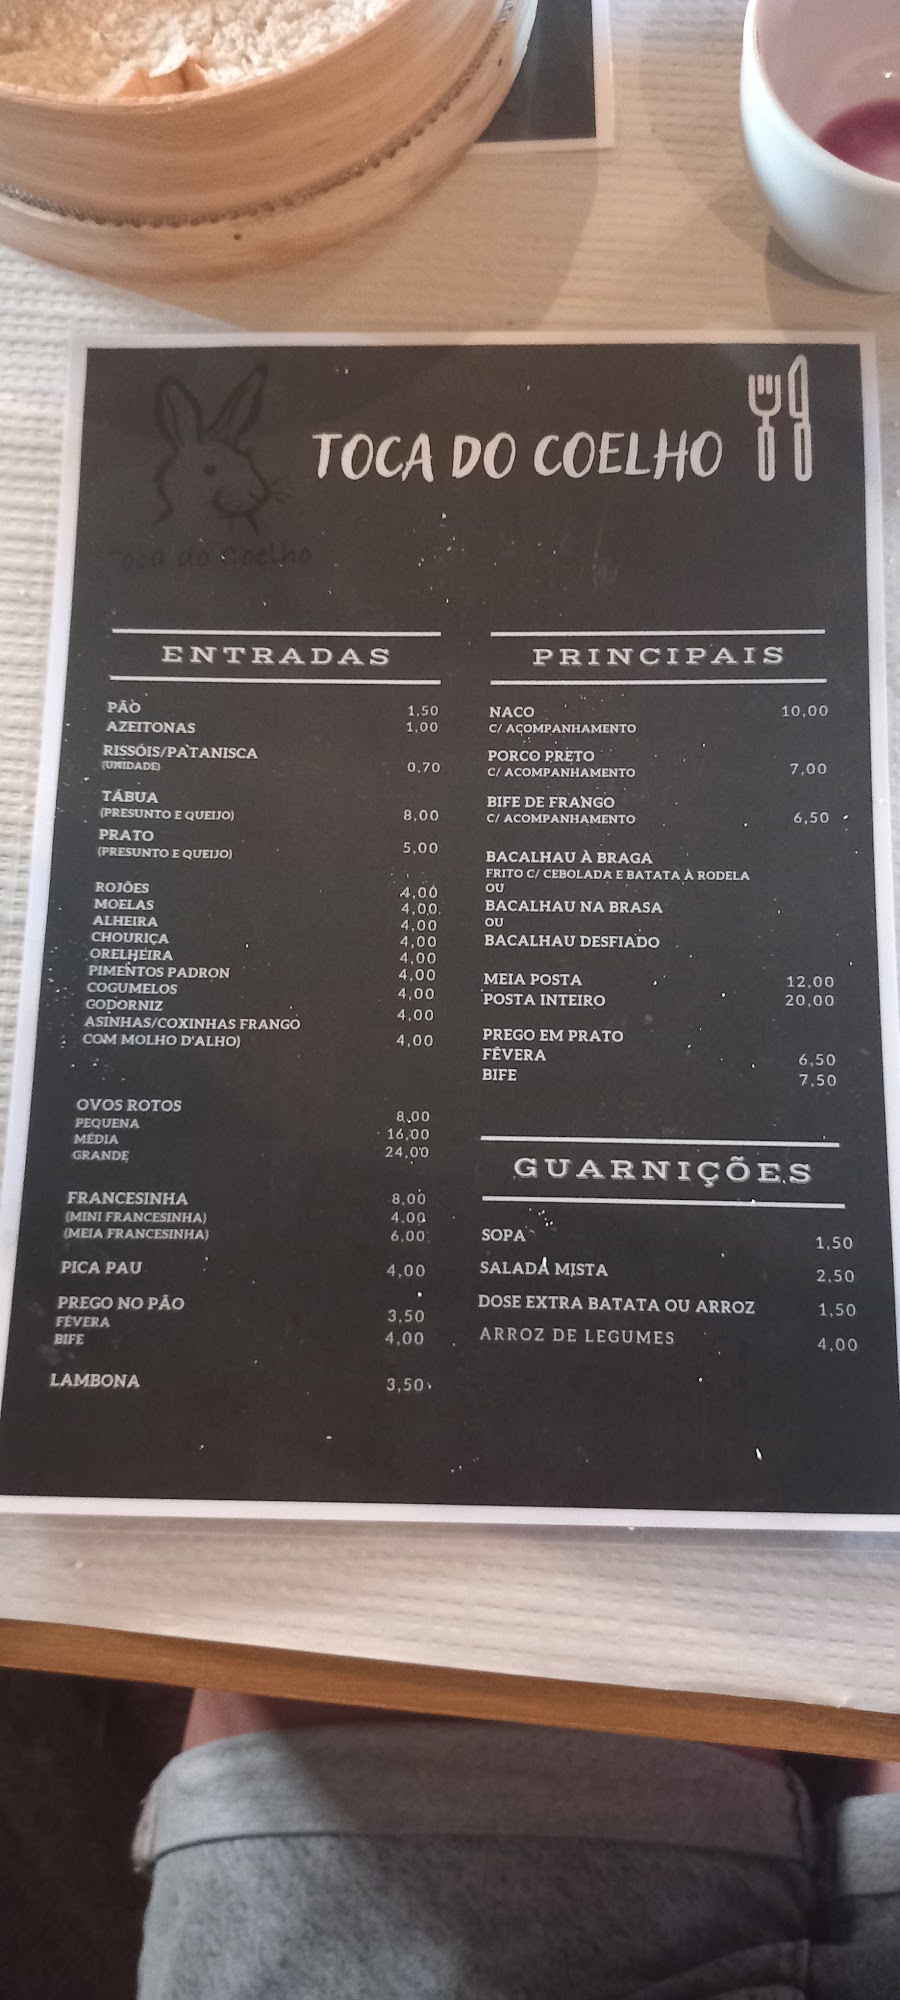 TOCA DO COELHO
Toca do Coelho
ENTRADAS
PÃO 1,50
AZEITONAS 1,00
RISSÓIS/PATANISCA
(UNIDADE) 0,70
TÁBUA
(PRESUNTO E QUEIJO) 8,00
PRATO
(PRESUNTO E QUEIJO) 5,00
ROJÕES 4,00
MOELAS 4,00
ALHEIRA 4,00
CHOURIÇA 4,00
ORELHEIRA 4,00
PIMENTOS PADRON 4,00
COGUMELOS 4,00
GODORNIZ 4,00
ASINHAS/COXINHAS FRANGO
COM MOLHO D'ALHO) 4,00
OVOS ROTOS
PEQUENA 8,00
MÉDIA 16,00
GRANDE 24,00
FRANCESINHA 8,00
(MINI FRANCESINHA) 4,00
(MEIA FRANCESINHA) 6,00
PICA PAU 4,00
PREGO NO PÃO
FÊVERA 3,50
BIFE 4,00
LAMBONA 3,50
PRINCIPAIS
NACO 10,00
C/ ACOMPANHAMENTO
PORCO PRETO
C/ ACOMPANHAMENTO 7,00
BIFE DE FRANGO
C/ ACOMPANHAMENTO 6,50
BACALHAU À BRAGA
FRITO C/ CEBOLADA E BATATA À RODELA
OU
BACALHAU NA BRASA
OU
BACALHAU DESFIADO
MEIA POSTA 12,00
POSTA INTEIRO 20,00
PREGO EM PRATO
FÊVERA 6,50
BIFE 7,50
GUARNIÇÕES
SOPA 1,50
SALADA MISTA 2,50
DOSE EXTRA BATATA OU ARROZ 1,50
ARROZ DE LEGUMES 4,00